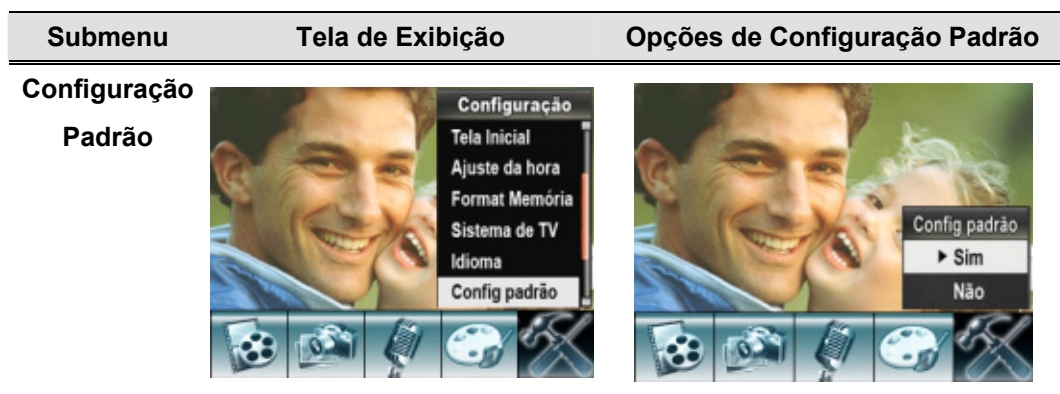 Submenu Tela de Exibição Opções de Configuração Padrão
Configuração
Padrão
Configuração
Tela Inicial
Ajuste da hora
Format Memória
Sistema de TV
Idioma
Config padrão
Config padrão
Sim
Não